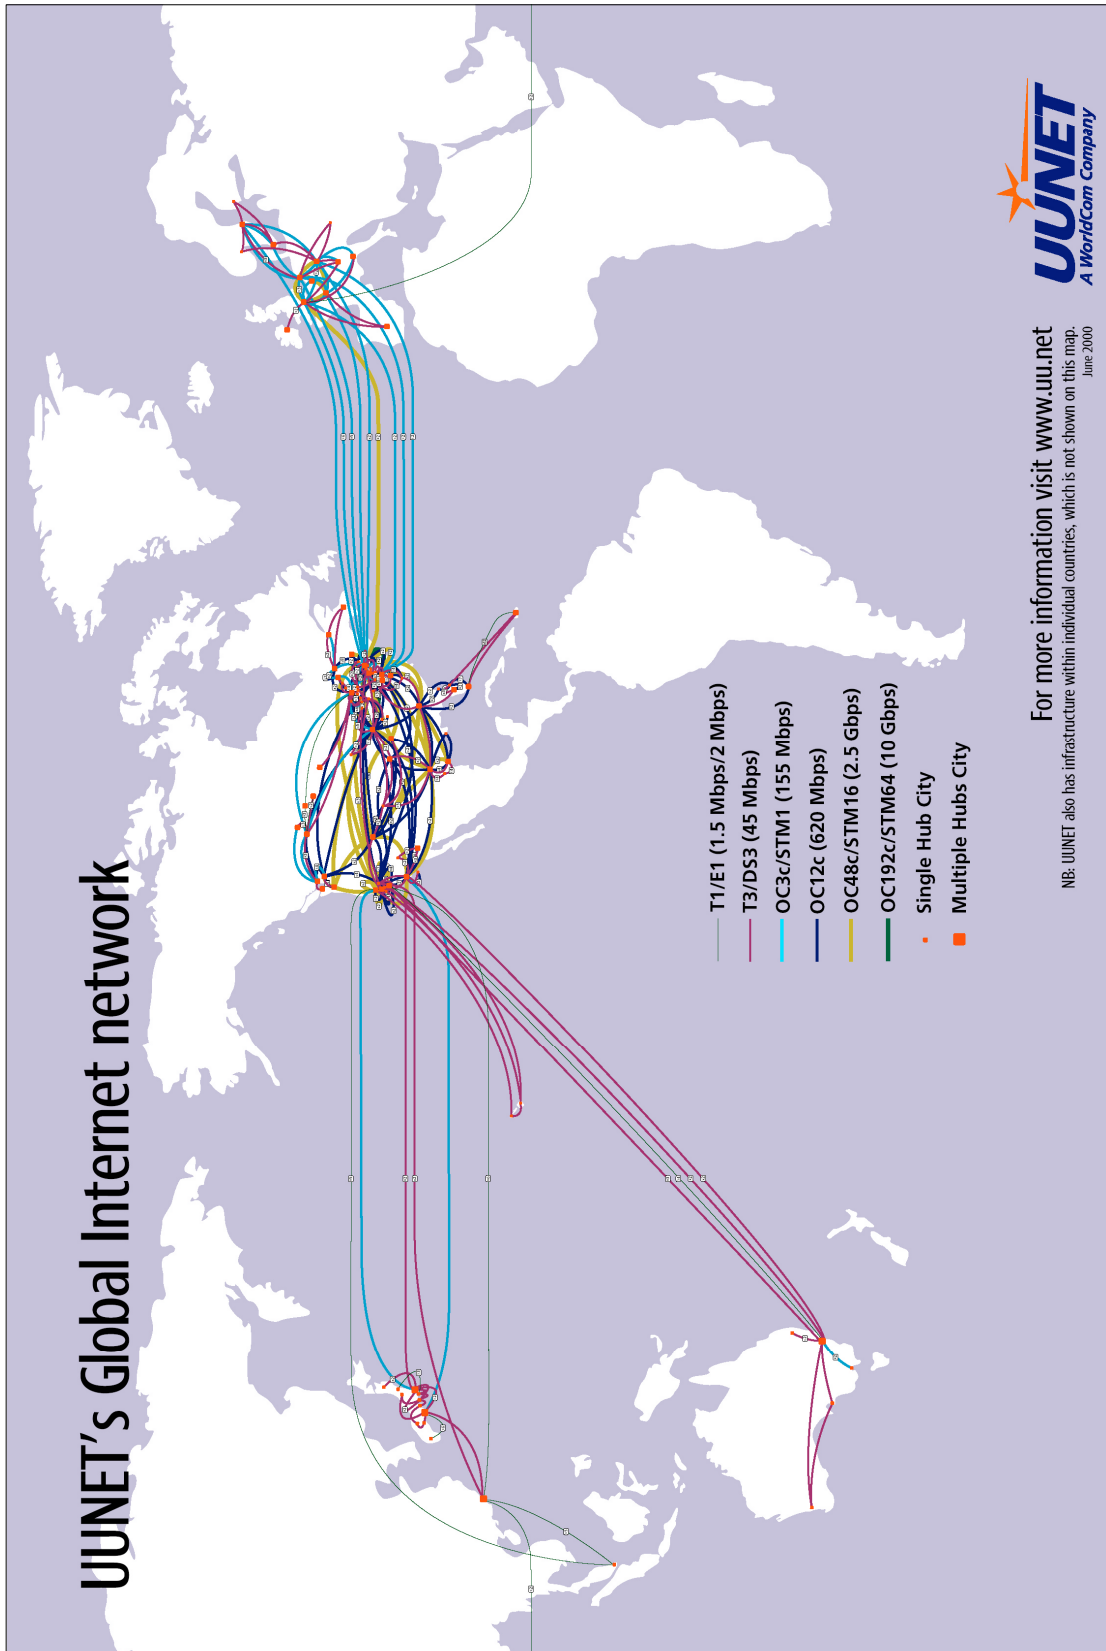 UUNET's Global Internet network
T1/E1 (1.5 Mbps/2 Mbps)
T3/DS3 (45 Mbps)
OC3c/STM1 (155 Mbps)
OC12c (620 Mbps)
OC48c/STM16 (2.5 Gbps)
OC192c/STM64 (10 Gbps)
Single Hub City
Multiple Hubs City
For more information visit www.uu.net
NB: UUNET also has infrastructure within individual countries, which is not shown on this map.
June 2000
UUNET
A WorldCom Company